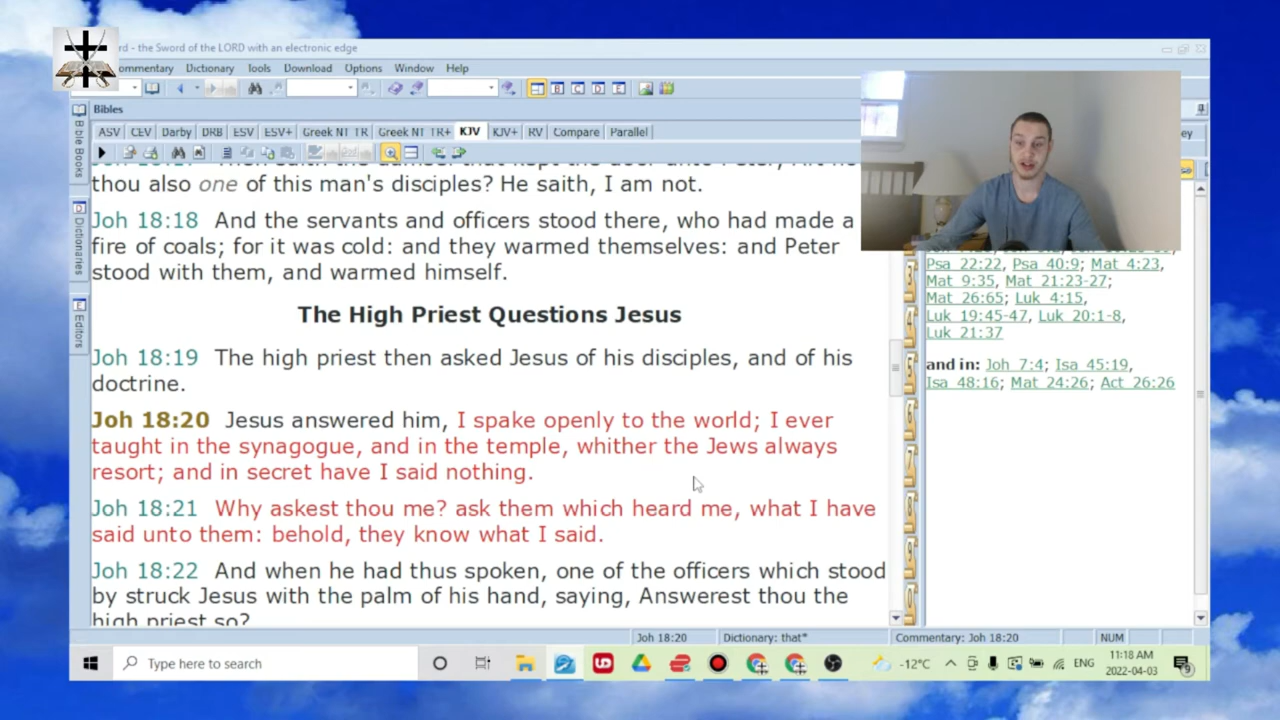 rd - the Sword of the LORD with an electronic edge
ommentary Dictionary Tools Download Options Window Help
Bibles
ASV CEV Darby DRB ESV ESV+ Greek NT TR Greek NT TR+ KJV KJV+ RV Compare Parallel
Bible Books
Dictionaries
Editors
thou also one of this man's disciples? He saith, I am not.
Joh 18:18 And the servants and officers stood there, who had made a
fire of coals; for it was cold: and they warmed themselves: and Peter
stood with them, and warmed himself.
The High Priest Questions Jesus
Joh 18:19 The high priest then asked Jesus of his disciples, and of his
doctrine.
Joh 18:20 Jesus answered him, I spake openly to the world; I ever
taught in the synagogue, and in the temple, whither the Jews always
resort; and in secret have I said nothing.
Joh 18:21 Why askest thou me? ask them which heard me, what I have
said unto them: behold, they know what I said.
Joh 18:22 And when he had thus spoken, one of the officers which stood
by struck Jesus with the palm of his hand, saying, Answerest thou the
high priest so?
Psa 22:22, Psa 40:9; Mat 4:23,
Mat 9:35, Mat 21:23-27;
Mat 26:65; Luk 4:15,
Luk 19:45-47, Luk 20:1-8,
Luk 21:37
and in: Joh 7:4; Isa 45:19,
Isa 48:16; Mat 24:26; Act 26:26
Joh 18:20 Dictionary: that* Commentary: Joh 18:20 NUM
Type here to search
-12°C ENG 11:18 AM
2022-04-03